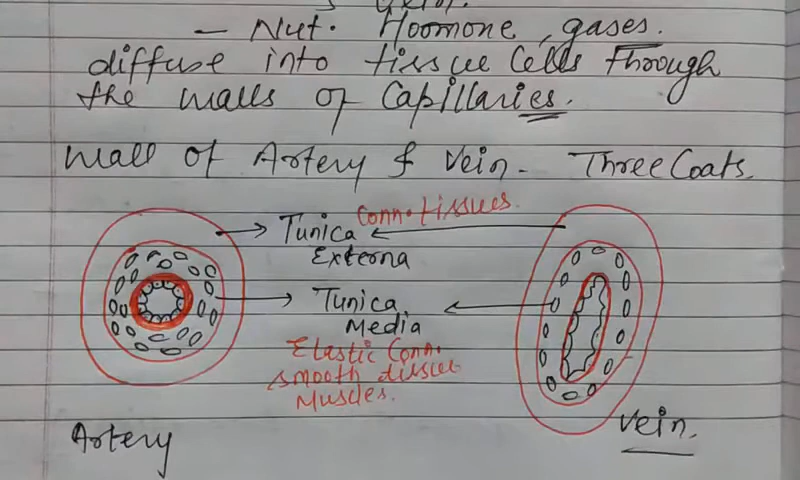 - Nut. Hoomone, gases.
diffuse into tissue Cells Through
the walls of Capillaries.
Wall of Artery & Vein - Three Coats.
Conn. tissues.
Tunica
Externa
Tunica
Media
Elastic Conn.
smooth tissue
Muscles.
Artery
Vein.